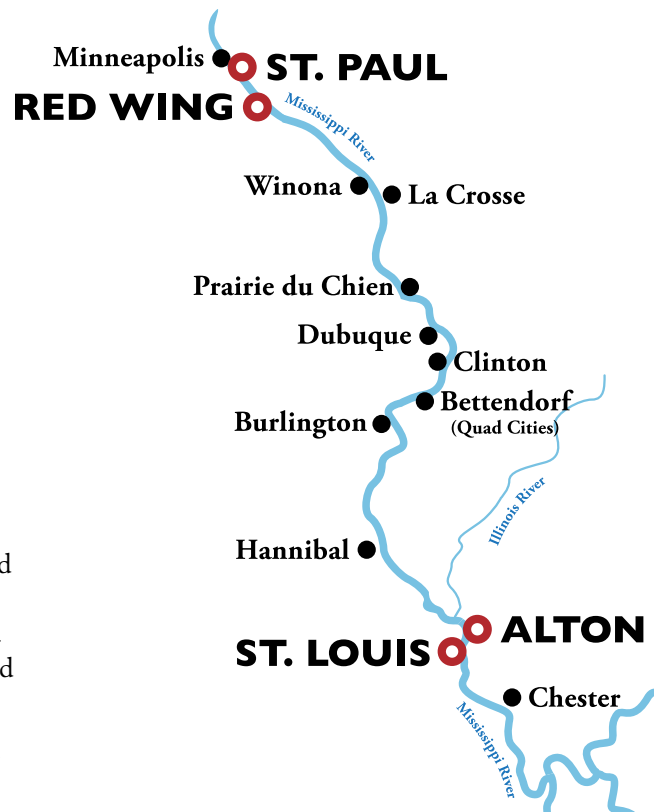 Minneapolis
ST. PAUL
RED WING
Mississippi River
Winona
La Crosse
Prairie du Chien
Dubuque
Clinton
Bettendorf
(Quad Cities)
Burlington
Illinois River
Hannibal
d
ALTON
ST. LOUIS
d
Chester
Mississippi River